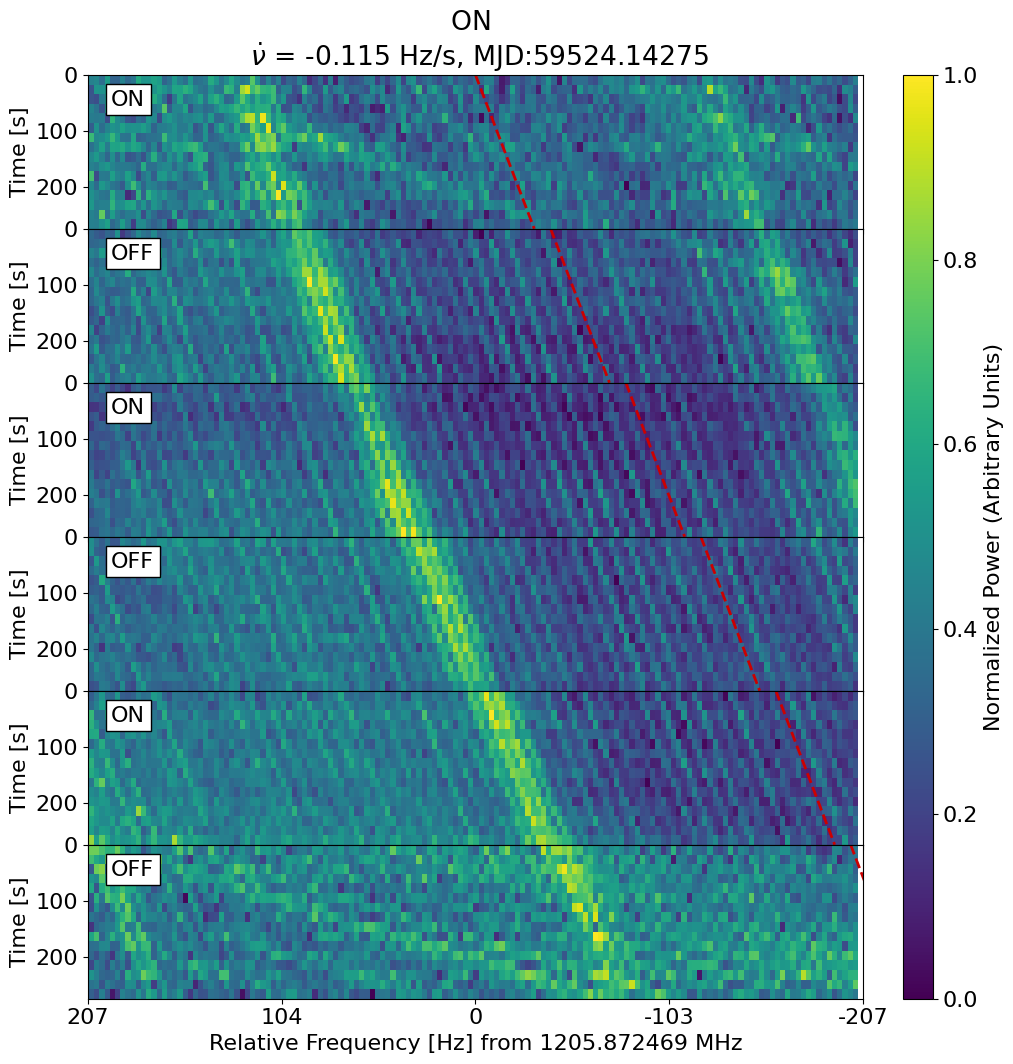 ON
ν̇ = -0.115 Hz/s, MJD:59524.14275
0
ON
100
200
Time [s]
0
OFF
100
200
Time [s]
0
ON
100
200
Time [s]
0
OFF
100
200
Time [s]
0
ON
100
200
Time [s]
0
OFF
100
200
Time [s]
207 104 0 -103 -207
Relative Frequency [Hz] from 1205.872469 MHz
1.0
0.8
0.6
0.4
0.2
0.0
Normalized Power (Arbitrary Units)